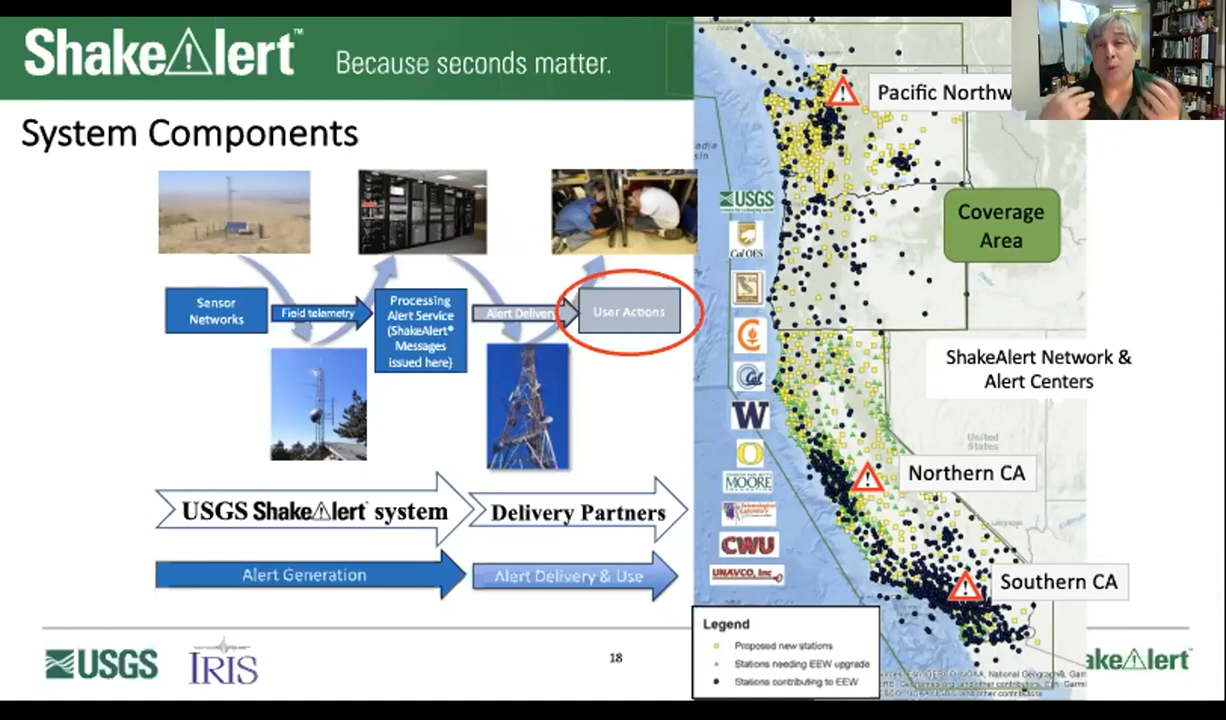 ShakeAlert™
Because seconds matter.
System Components
Sensor
Networks
Field telemetry
Processing
Alert Service
(ShakeAlert®
Messages
issued here)
Alert Delivery
User Actions
USGS ShakeAlert system
Delivery Partners
Alert Generation
Alert Delivery & Use
USGS
IRIS
18
Pacific Northw
Coverage
Area
USGS
Cal OES
Cal
W
O
MOORE
CWU
UNAVCO, Inc
ShakeAlert Network &
Alert Centers
United
States
Northern CA
Southern CA
Legend
Proposed new stations
Stations needing EEW upgrade
Stations contributing to EEW
akeAlert